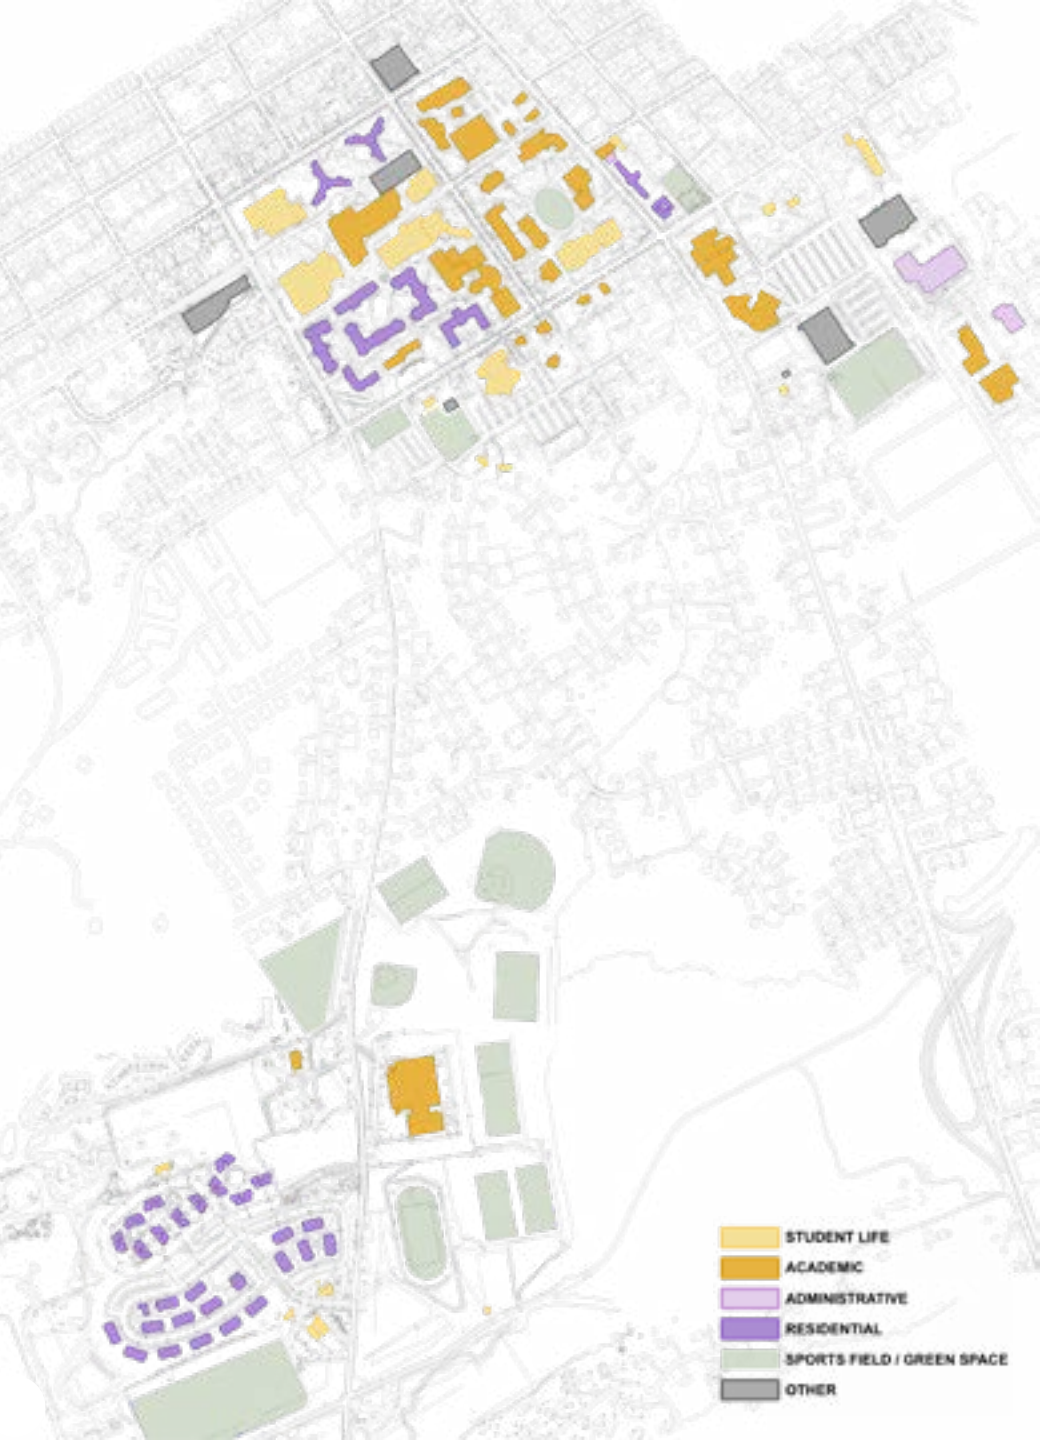 STUDENT LIFE
ACADEMIC
ADMINISTRATIVE
RESIDENTIAL
SPORTS FIELD / GREEN SPACE
OTHER